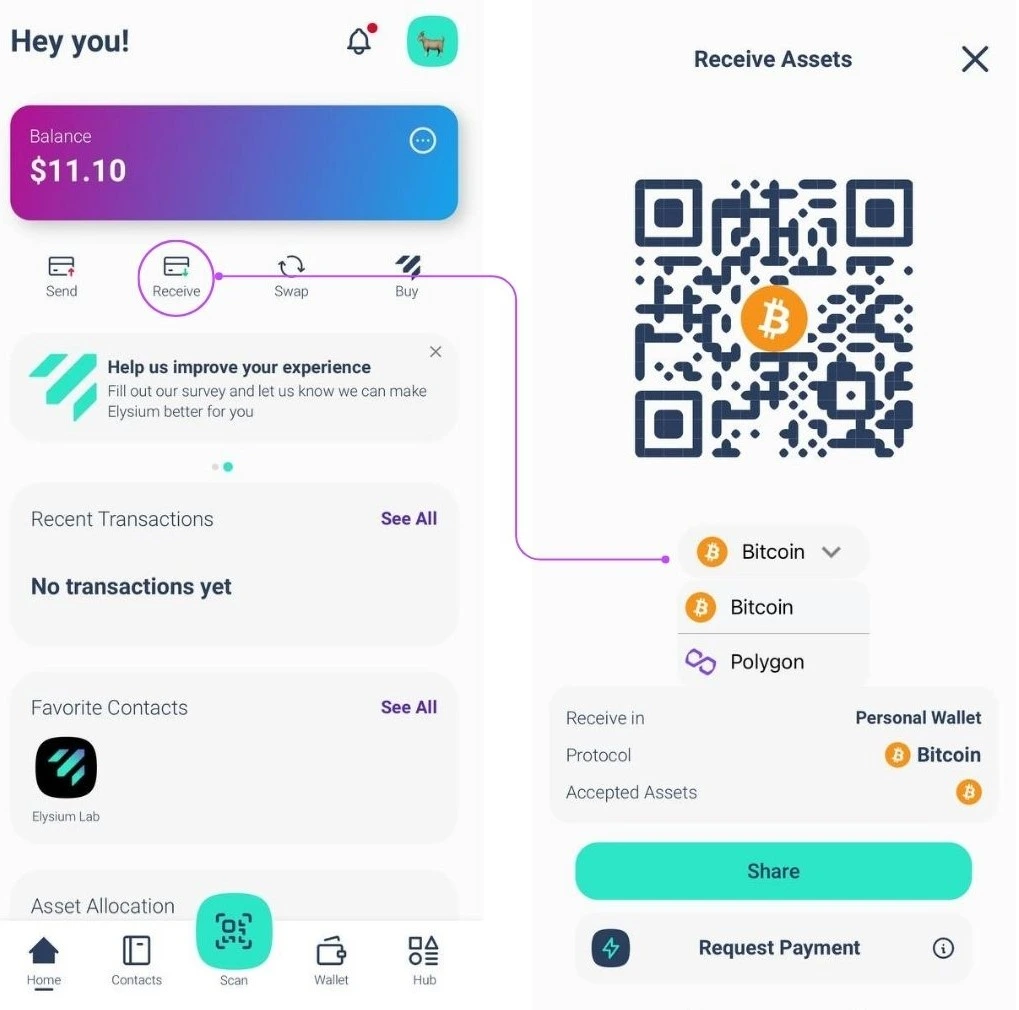 Hey you!
Balance
$11.10
Send
Receive
Swap
Buy
Help us improve your experience
Fill out our survey and let us know we can make
Elysium better for you
Recent Transactions
See All
No transactions yet
Favorite Contacts
See All
Elysium Lab
Asset Allocation
Home
Contacts
Scan
Wallet
Hub
Receive Assets
Bitcoin
Bitcoin
Polygon
Receive in
Personal Wallet
Protocol
Bitcoin
Accepted Assets
Share
Request Payment